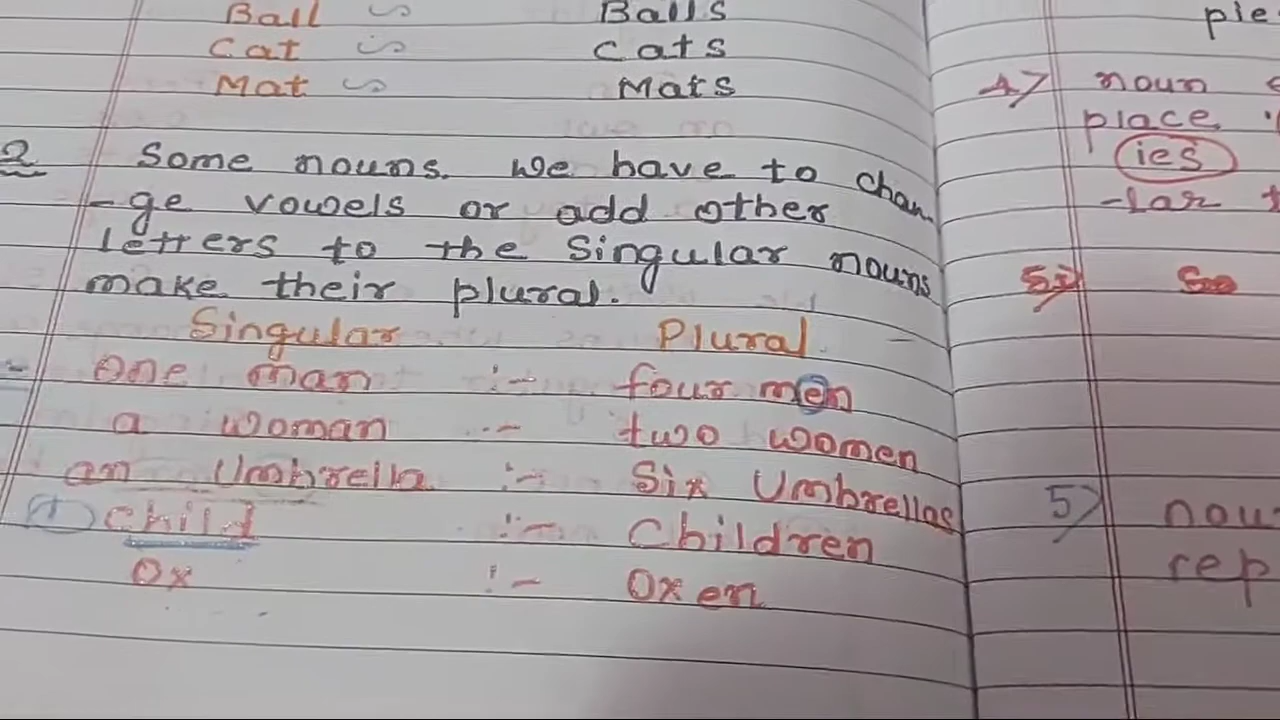 Ball ~ Balls
Cat ~ Cats
Mat ~ Mats
2 Some nouns. we have to chan
-ge vowels or add other
letters to the singular nouns
make their plural.
Singular Plural
one man :- four men
a woman :- two women
an Umbrella :- Six Umbrellas
child :- Children
Ox :- Oxen
ple
4) noun
place
ies
-lar
5)
5) nou
rep